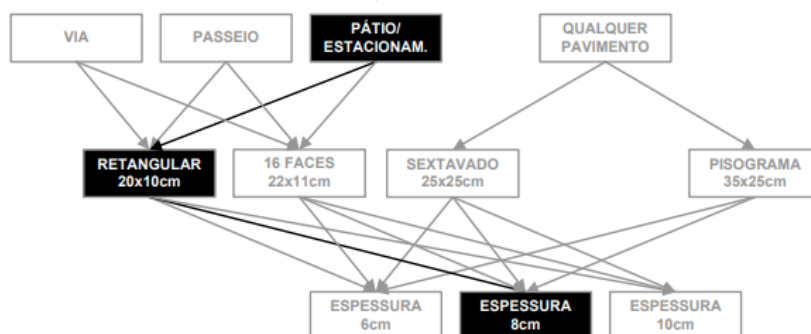 VIA
PASSEIO
PÁTIO/
ESTACIONAM.
QUALQUER
PAVIMENTO
RETANGULAR
20x10cm
16 FACES
22x11cm
SEXTAVADO
25x25cm
PISOGRAMA
35x25cm
ESPESSURA
6cm
ESPESSURA
8cm
ESPESSURA
10cm